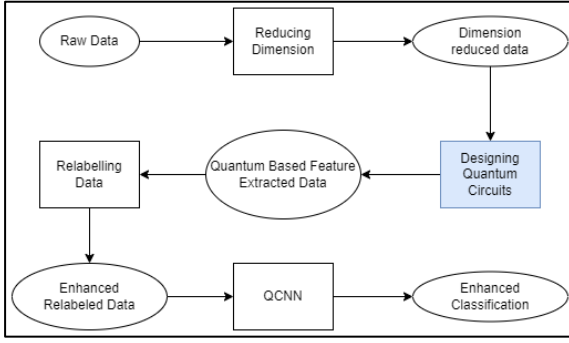 Raw Data
Reducing
Dimension
Dimension
reduced data
Relabelling
Data
Quantum Based Feature
Extracted Data
Designing
Quantum
Circuits
Enhanced
Relabeled Data
QCNN
Enhanced
Classification